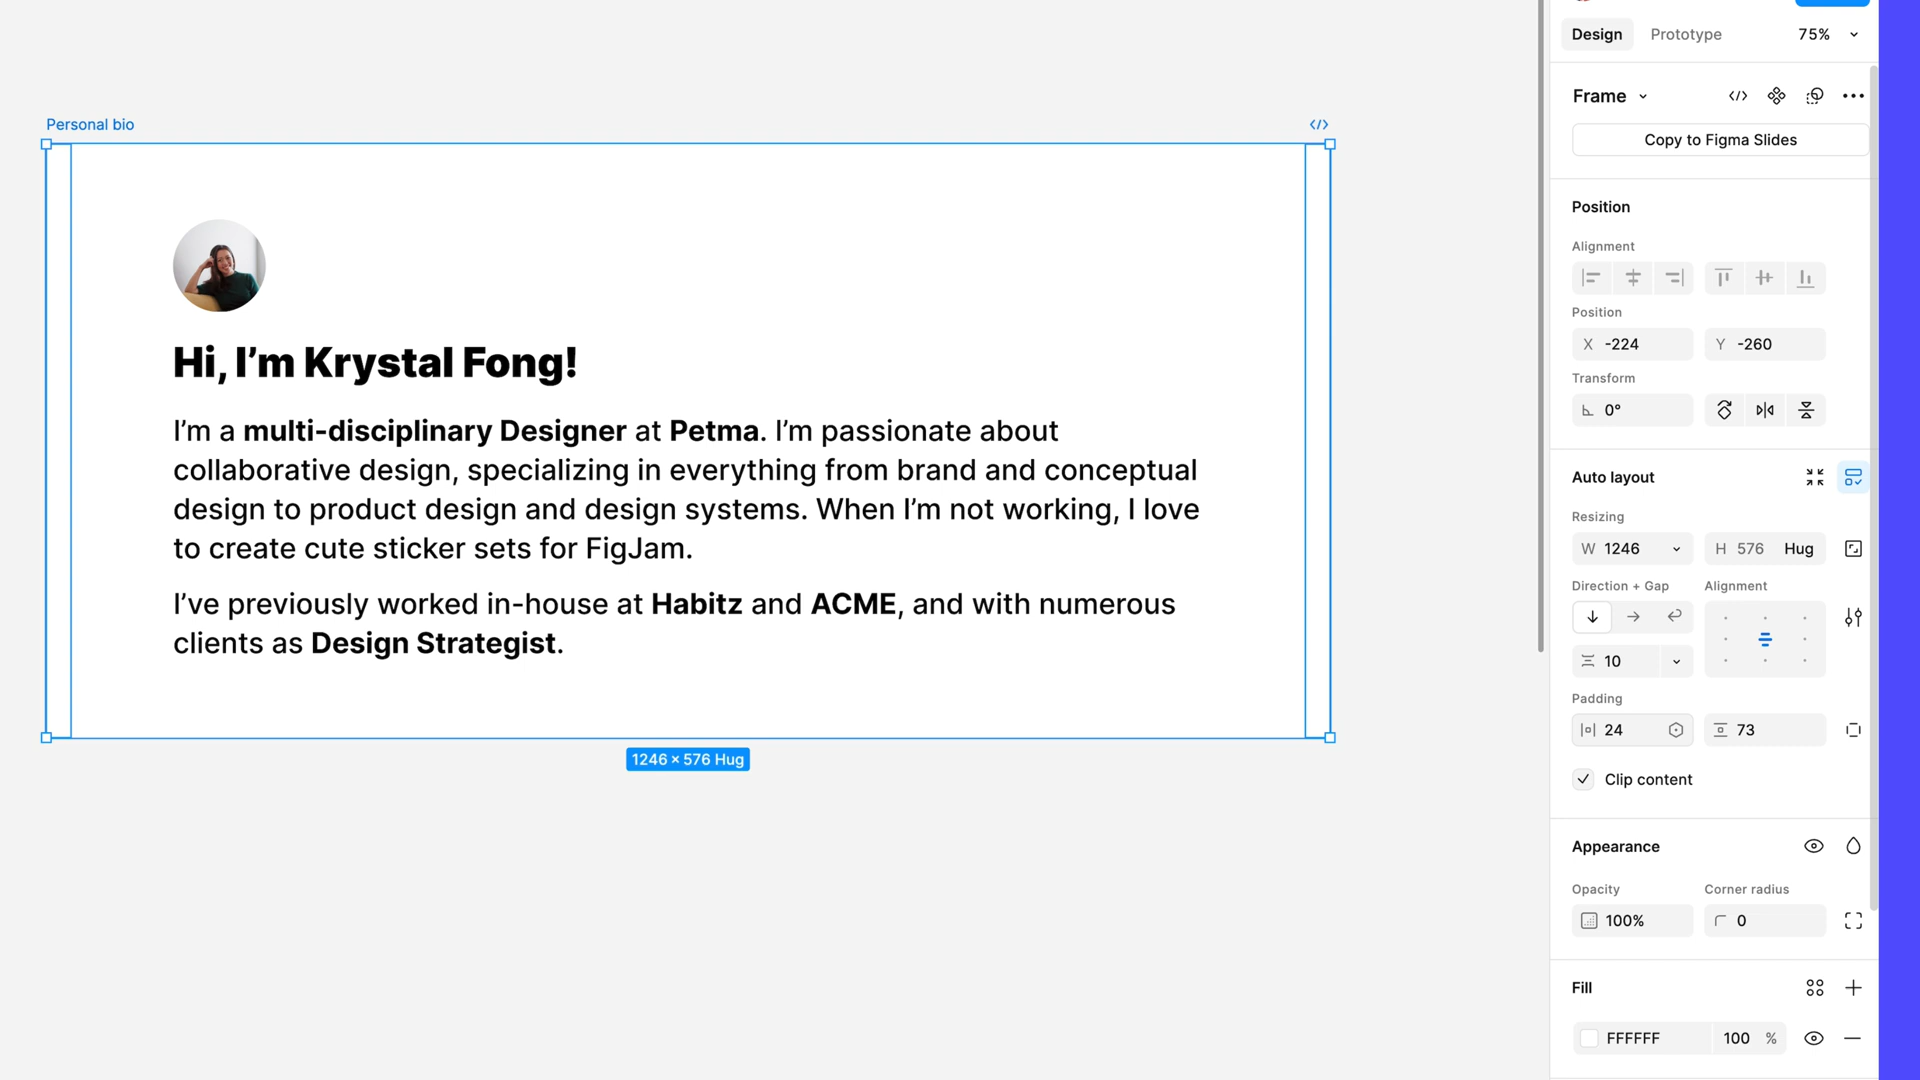 Design Prototype 75%
Personal bio
Frame
Copy to Figma Slides
Position
Alignment
Position
X -224 Y -260
Transform
0°
Auto layout
Resizing
W 1246 H 576 Hug
Direction + Gap Alignment
10
Padding
24 73
Clip content
Appearance
Opacity Corner radius
100% 0
Fill
FFFFFF 100 %
Hi, I’m Krystal Fong!
I’m a multi-disciplinary Designer at Petma. I’m passionate about
collaborative design, specializing in everything from brand and conceptual
design to product design and design systems. When I’m not working, I love
to create cute sticker sets for FigJam.
I’ve previously worked in-house at Habitz and ACME, and with numerous
clients as Design Strategist.
1246 × 576 Hug